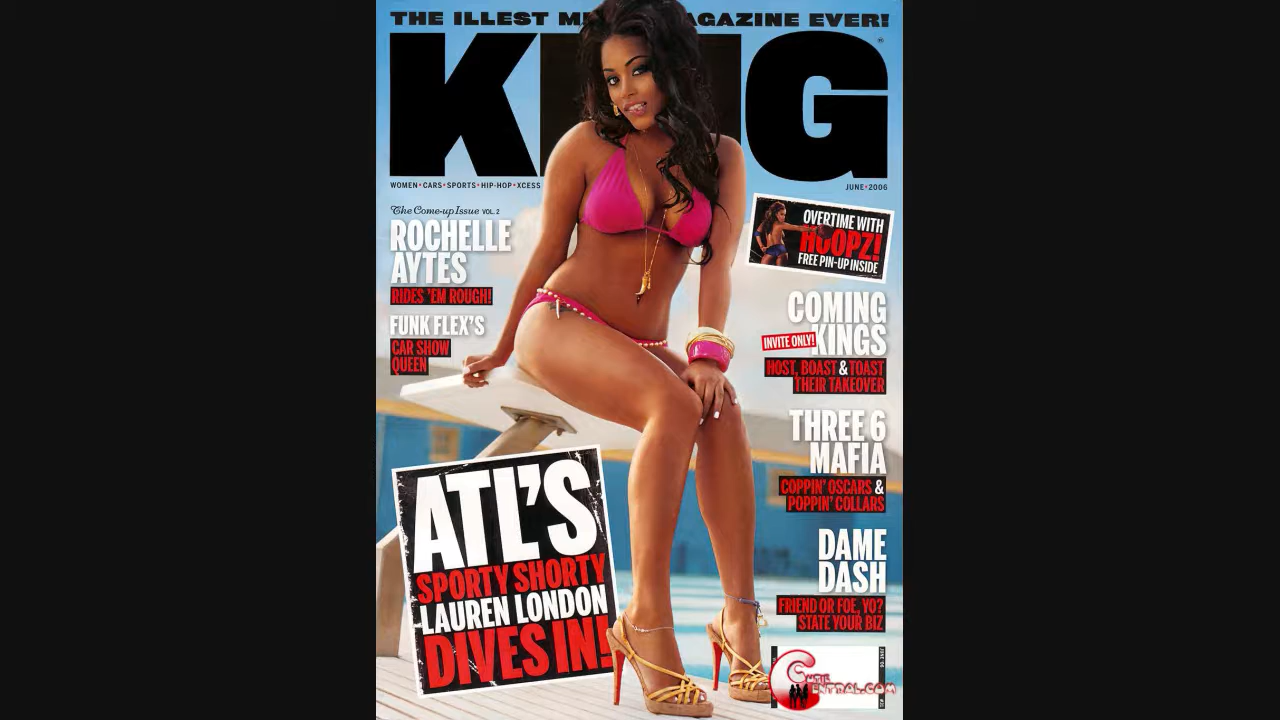 THE ILLEST M AGAZINE EVER!
KING
WOMEN•CARS•SPORTS•HIP-HOP•XCESS
JUNE•2006
The Come-up Issue VOL. 2
ROCHELLE
AYTES
RIDES 'EM ROUGH!
FUNK FLEX'S
CAR SHOW
QUEEN
OVERTIME WITH
HOOPZ!
FREE PIN-UP INSIDE
COMING
INVITE ONLY! KINGS
HOST, BOAST & TOAST
THEIR TAKEOVER
THREE 6
MAFIA
COPPIN' OSCARS &
POPPIN' COLLARS
DAME
DASH
FRIEND OR FOE, YO?
STATE YOUR BIZ
ATL'S
SPORTY SHORTY
LAUREN LONDON
DIVES IN!
CENTRAL.COM